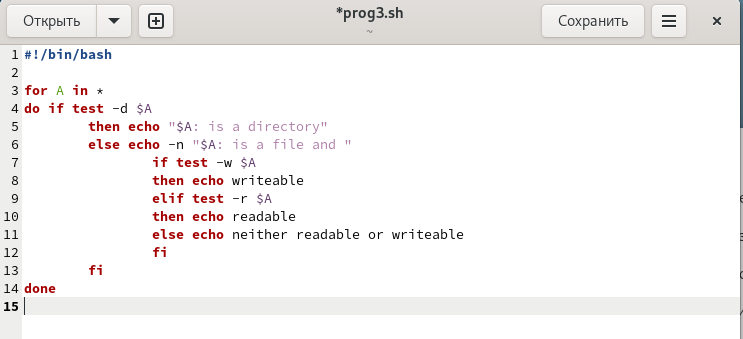 Открыть
*prog3.sh
~
Сохранить
1 #!/bin/bash
2
3 for A in *
4 do if test -d $A
5         then echo "$A: is a directory"
6         else echo -n "$A: is a file and "
7                 if test -w $A
8                 then echo writeable
9                 elif test -r $A
10                 then echo readable
11                 else echo neither readable or writeable
12                 fi
13         fi
14 done
15